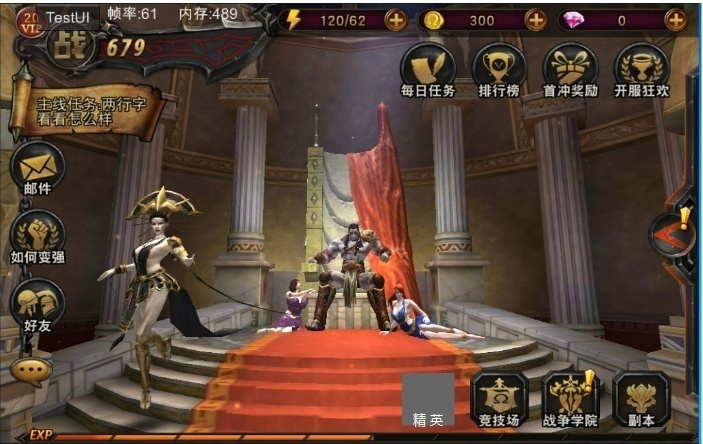 20 TestUI 帧率:61 内存:489 120/62 300 0
VIP
战 679
主线任务:两行字
看看怎么样
每日任务 排行榜 首冲奖励 开服狂欢
邮件
如何变强
好友
精英 竞技场 战争学院 副本
EXP